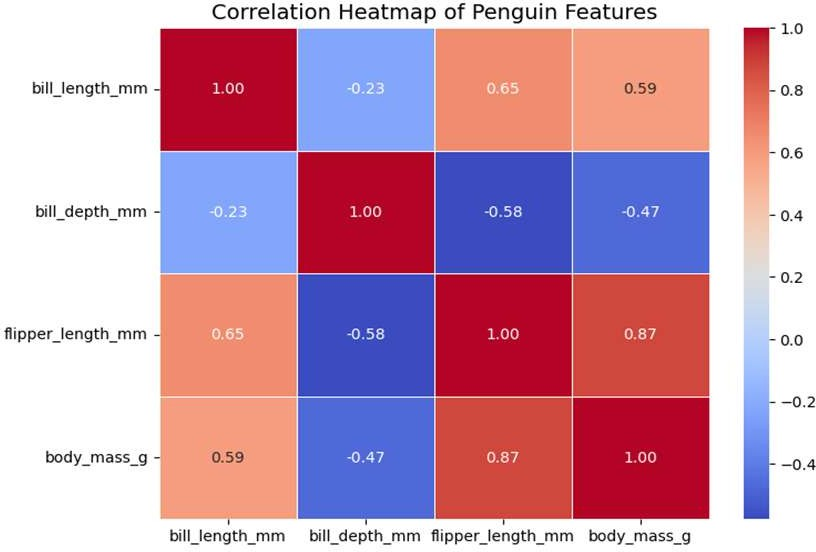 Correlation Heatmap of Penguin Features
bill_length_mm
1.00
-0.23
0.65
0.59
bill_depth_mm
-0.23
1.00
-0.58
-0.47
flipper_length_mm
0.65
-0.58
1.00
0.87
body_mass_g
0.59
-0.47
0.87
1.00
bill_length_mm
bill_depth_mm
flipper_length_mm
body_mass_g
1.0
0.8
0.6
0.4
0.2
0.0
−0.2
−0.4